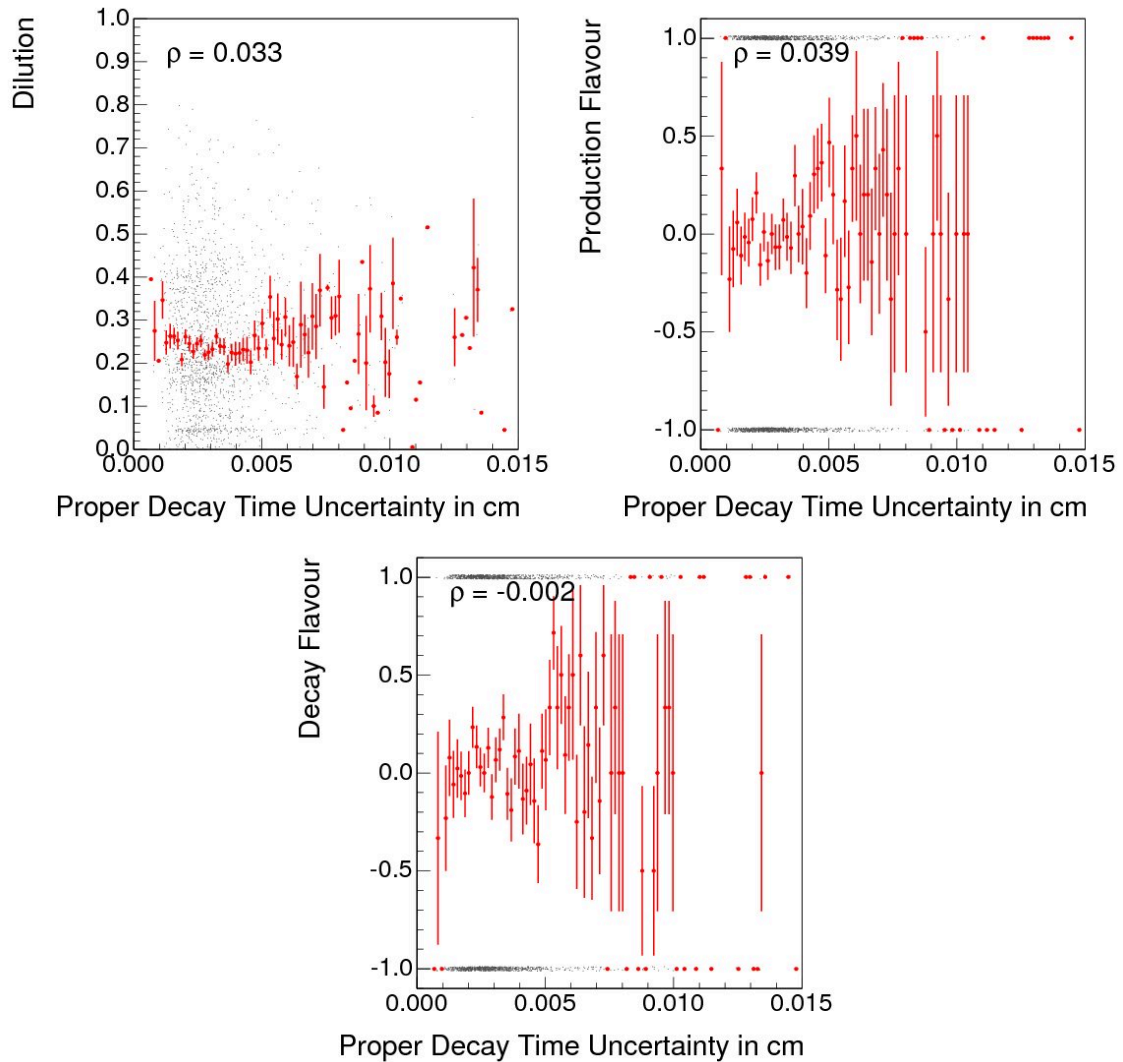 Dilution
1.0
0.9
0.8
0.7
0.6
0.5
0.4
0.3
0.2
0.1
0.0
ρ = 0.033
0.000 0.005 0.010 0.015
Proper Decay Time Uncertainty in cm
Production Flavour
1.0
0.5
0.0
-0.5
-1.0
ρ = 0.039
0.000 0.005 0.010 0.015
Proper Decay Time Uncertainty in cm
Decay Flavour
1.0
0.5
0.0
-0.5
-1.0
ρ = -0.002
0.000 0.005 0.010 0.015
Proper Decay Time Uncertainty in cm